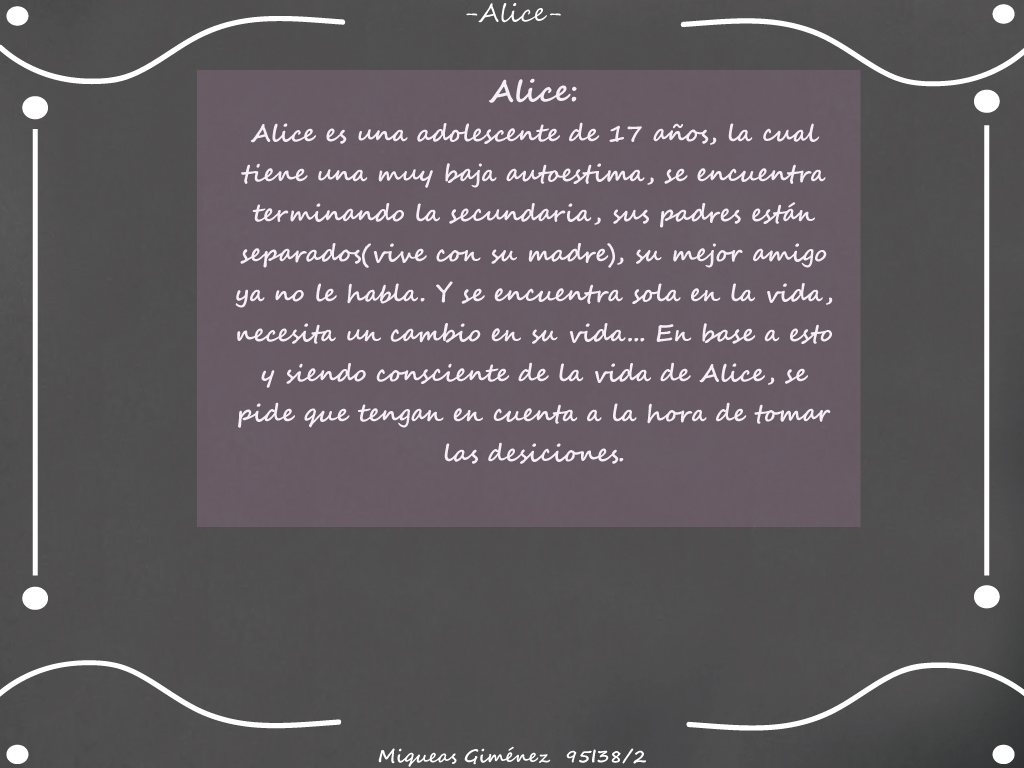 -Alice-
Alice:
Alice es una adolescente de 17 años, la cual
tiene una muy baja autoestima, se encuentra
terminando la secundaria, sus padres están
separados(vive con su madre), su mejor amigo
ya no le habla. Y se encuentra sola en la vida,
necesita un cambio en su vida... En base a esto
y siendo consciente de la vida de Alice, se
pide que tengan en cuenta a la hora de tomar
las desiciones.
Miqueas Giménez 95138/2